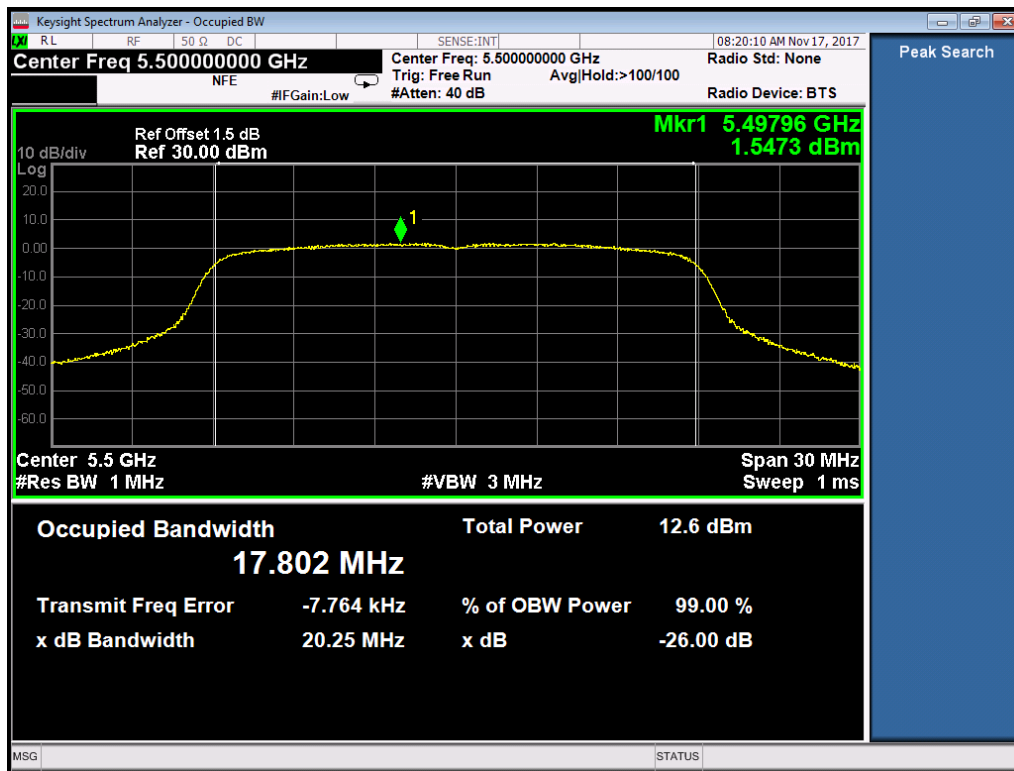 Keysight Spectrum Analyzer - Occupied BW
LXI RL RF 50 Ω DC SENSE:INT 08:20:10 AM Nov 17, 2017
Center Freq 5.500000000 GHz Center Freq: 5.500000000 GHz Radio Std: None
NFE Trig: Free Run Avg|Hold:>100/100
#IFGain:Low #Atten: 40 dB Radio Device: BTS
Peak Search
Ref Offset 1.5 dB Mkr1 5.49796 GHz
10 dB/div Ref 30.00 dBm 1.5473 dBm
Log
20.0
10.0
1
0.00
-10.0
-20.0
-30.0
-40.0
-50.0
-60.0
Center 5.5 GHz Span 30 MHz
#Res BW 1 MHz #VBW 3 MHz Sweep 1 ms
Occupied Bandwidth Total Power 12.6 dBm
17.802 MHz
Transmit Freq Error -7.764 kHz % of OBW Power 99.00 %
x dB Bandwidth 20.25 MHz x dB -26.00 dB
MSG STATUS